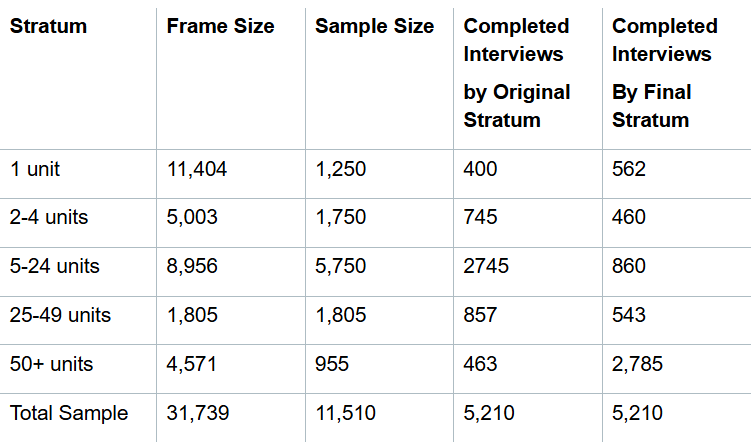 Stratum Frame Size Sample Size Completed Interviews by Original Stratum Completed Interviews By Final Stratum
1 unit 11,404 1,250 400 562
2-4 units 5,003 1,750 745 460
5-24 units 8,956 5,750 2745 860
25-49 units 1,805 1,805 857 543
50+ units 4,571 955 463 2,785
Total Sample 31,739 11,510 5,210 5,210